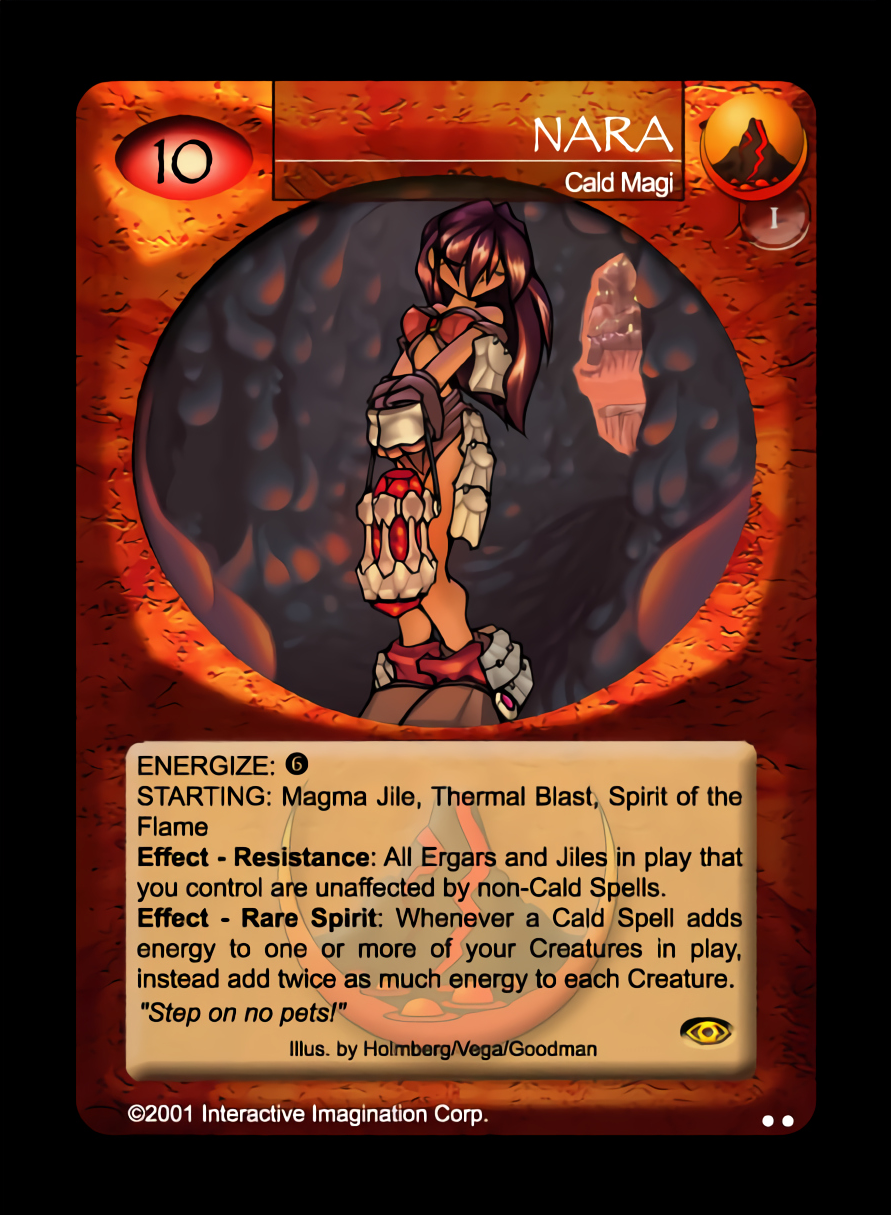 10
NARA
Cald Magi
I
ENERGIZE: 6
STARTING: Magma Jile, Thermal Blast, Spirit of the
Flame
Effect - Resistance: All Ergars and Jiles in play that
you control are unaffected by non-Cald Spells.
Effect - Rare Spirit: Whenever a Cald Spell adds
energy to one or more of your Creatures in play,
instead add twice as much energy to each Creature.
"Step on no pets!"
Illus. by Holmberg/Vega/Goodman
©2001 Interactive Imagination Corp.